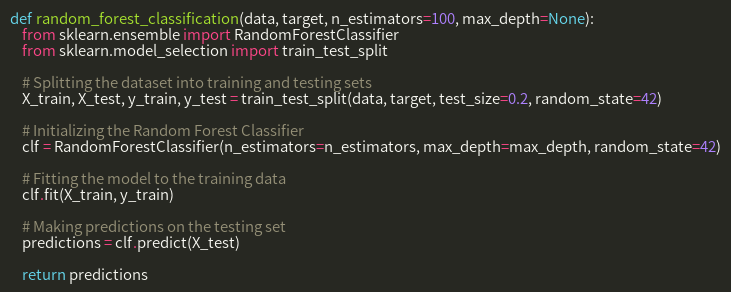 def random_forest_classification(data, target, n_estimators=100, max_depth=None):
from sklearn.ensemble import RandomForestClassifier
from sklearn.model_selection import train_test_split
# Splitting the dataset into training and testing sets
X_train, X_test, y_train, y_test = train_test_split(data, target, test_size=0.2, random_state=42)
# Initializing the Random Forest Classifier
clf = RandomForestClassifier(n_estimators=n_estimators, max_depth=max_depth, random_state=42)
# Fitting the model to the training data
clf.fit(X_train, y_train)
# Making predictions on the testing set
predictions = clf.predict(X_test)
return predictions